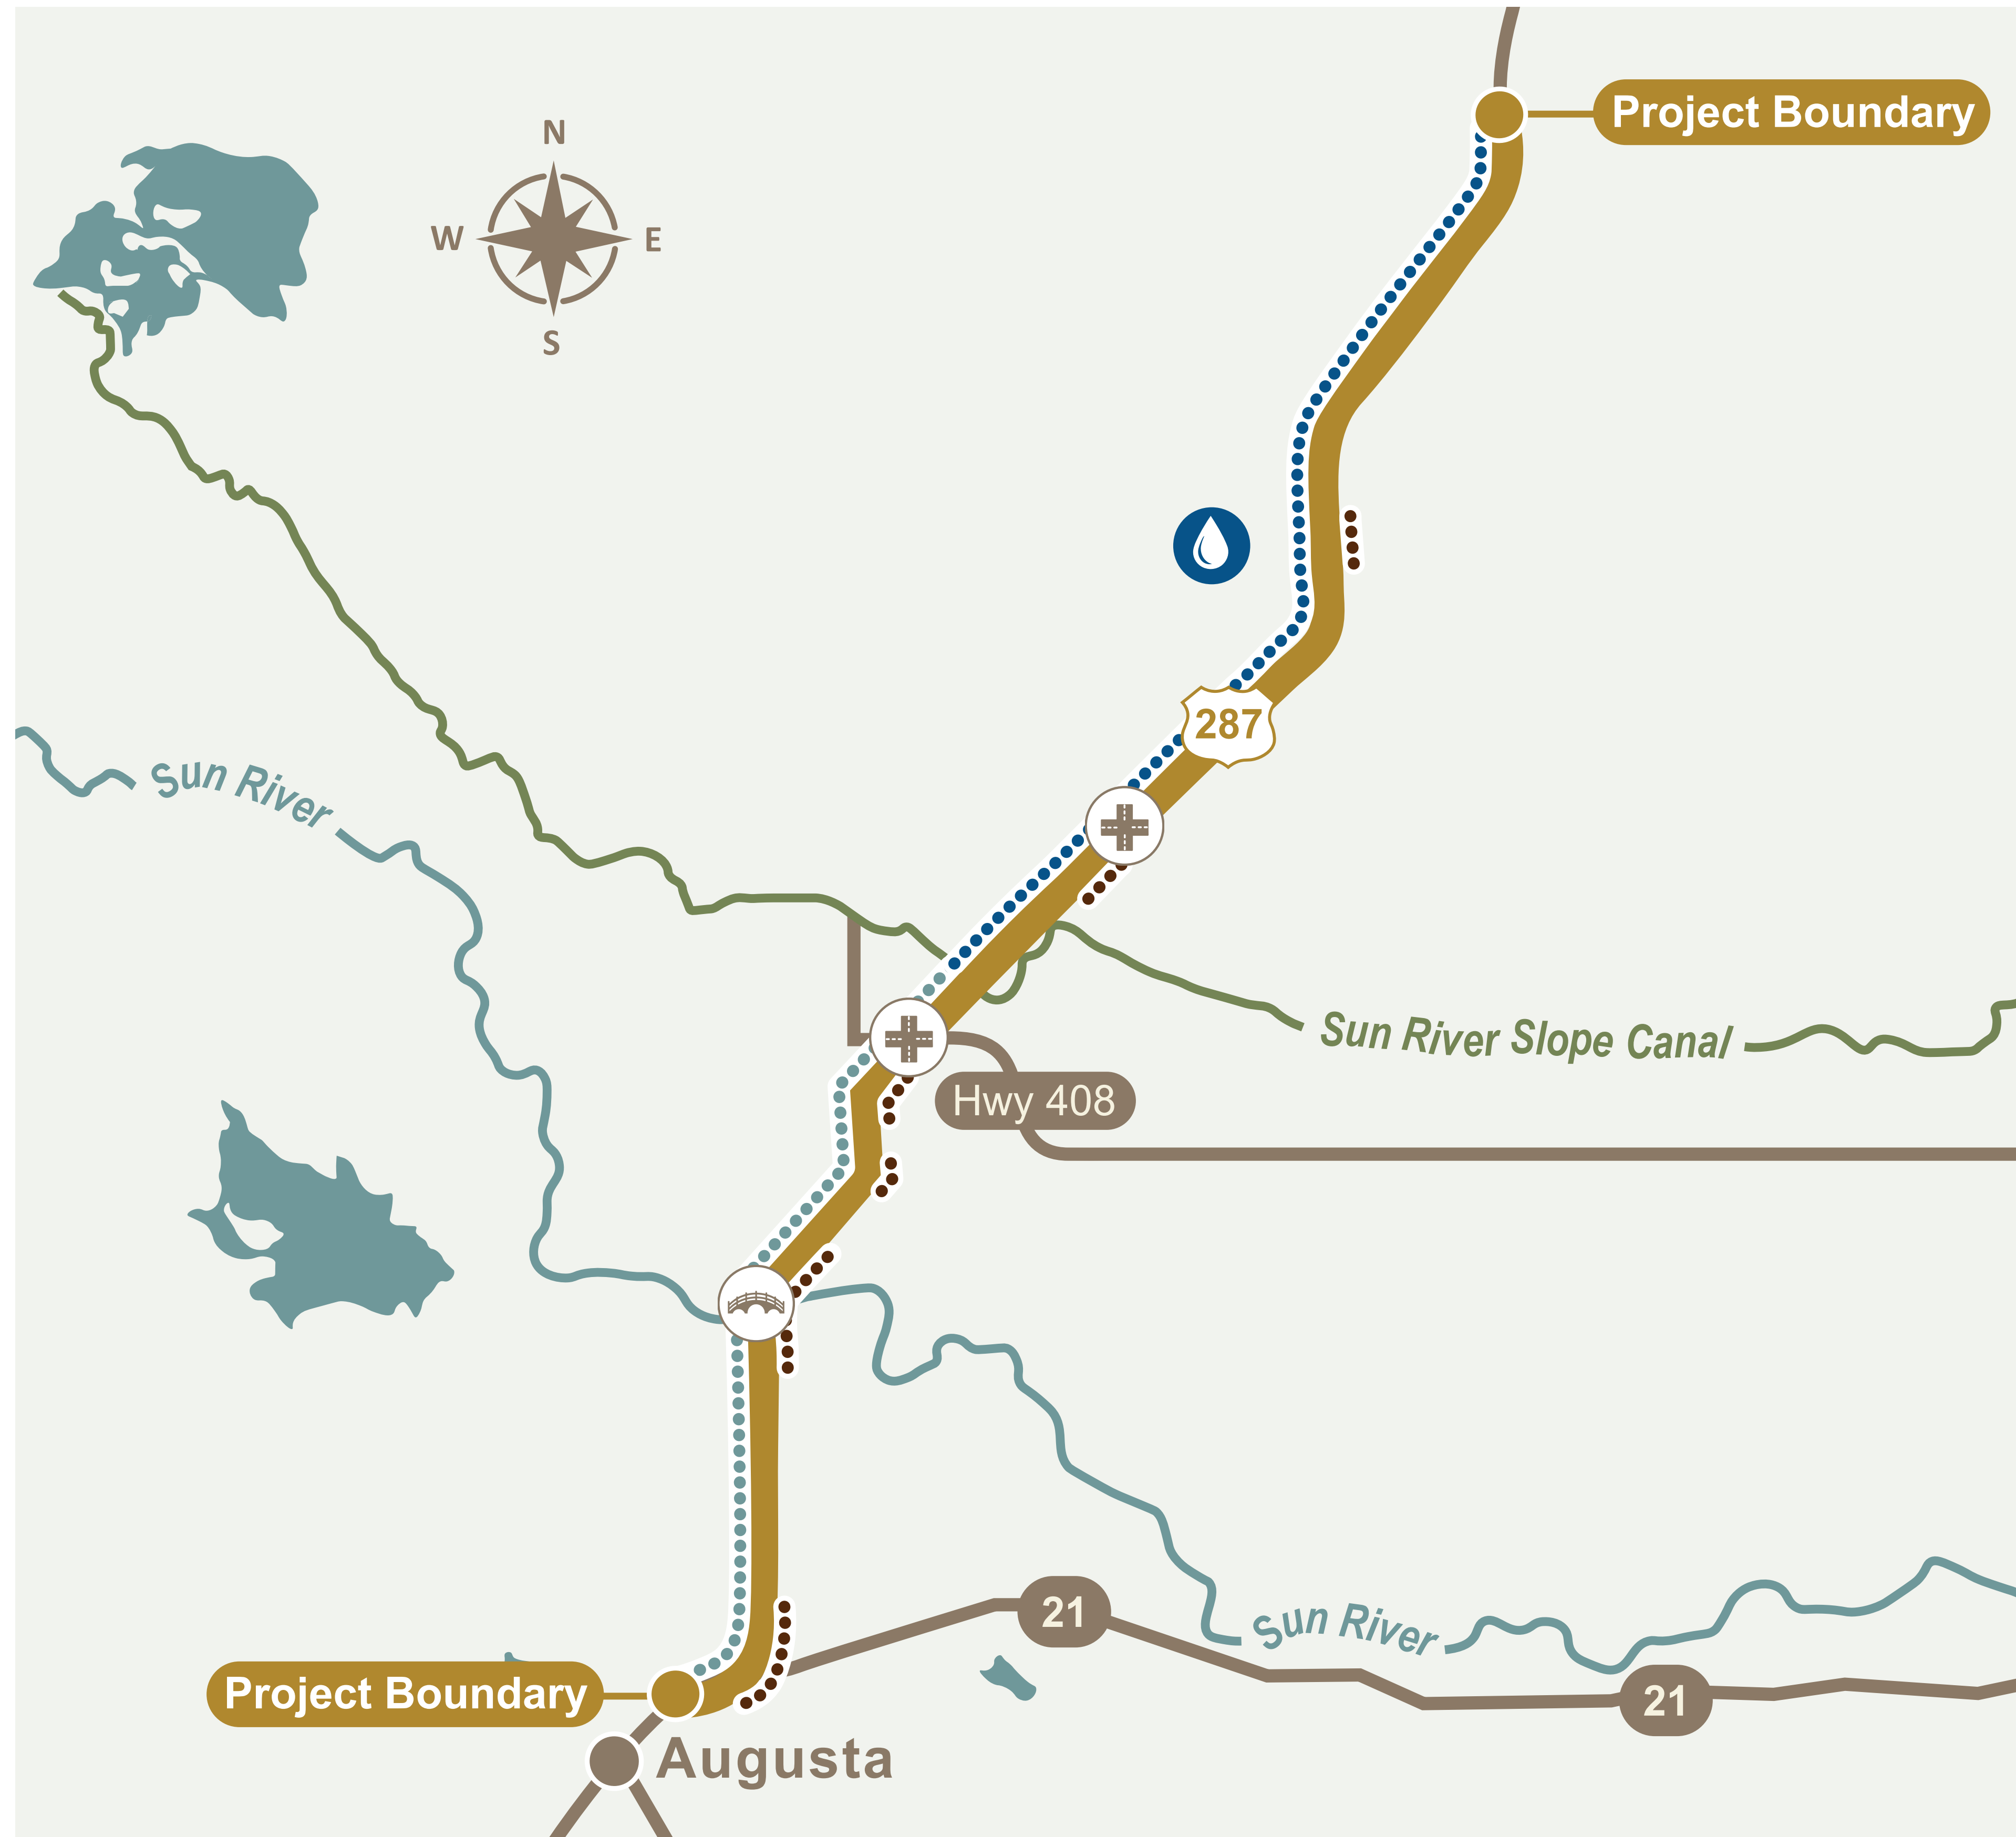 Project Boundary
N
W
E
S
287
Sun River
Sun River Slope Canal
Hwy 408
21
Sun River
21
Project Boundary
Augusta